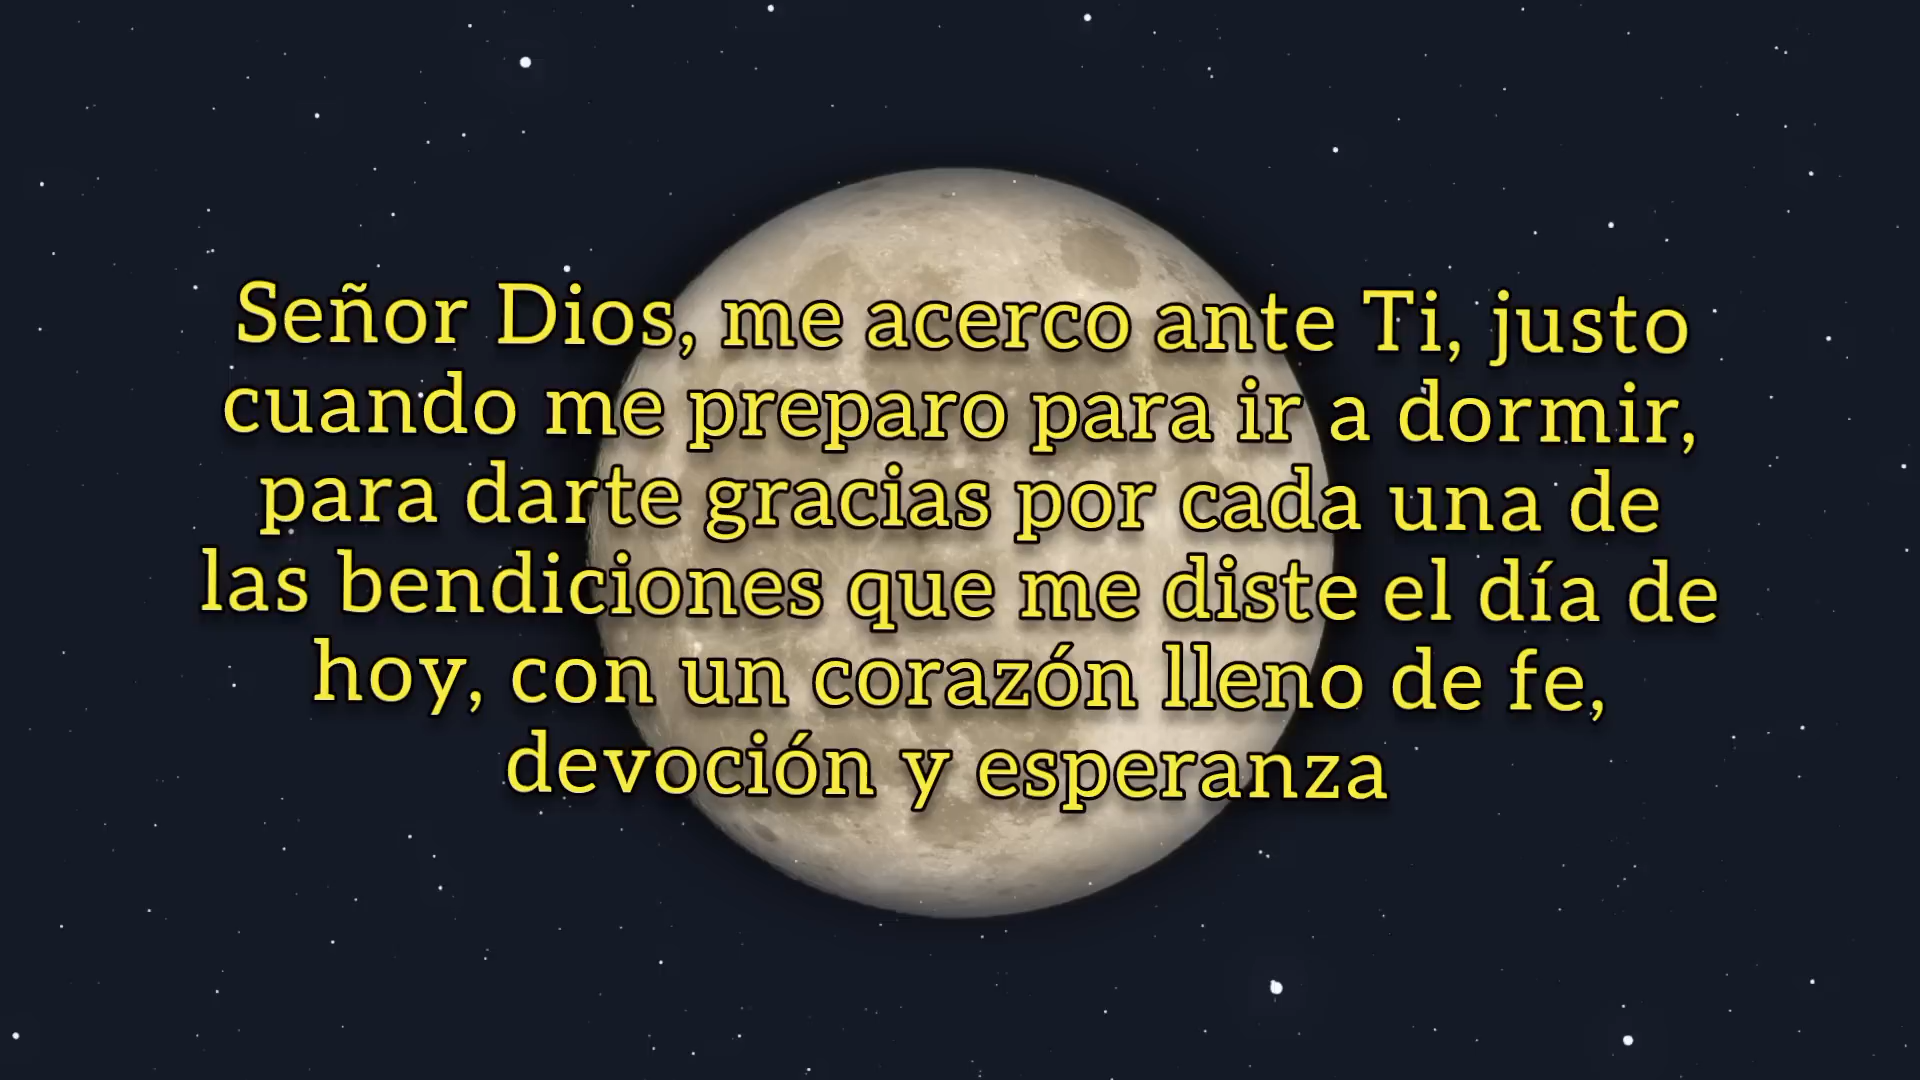 Señor Dios, me acerco ante Ti, justo
cuando me preparo para ir a dormir,
para darte gracias por cada una de
las bendiciones que me diste el día de
hoy, con un corazón lleno de fe,
devoción y esperanza